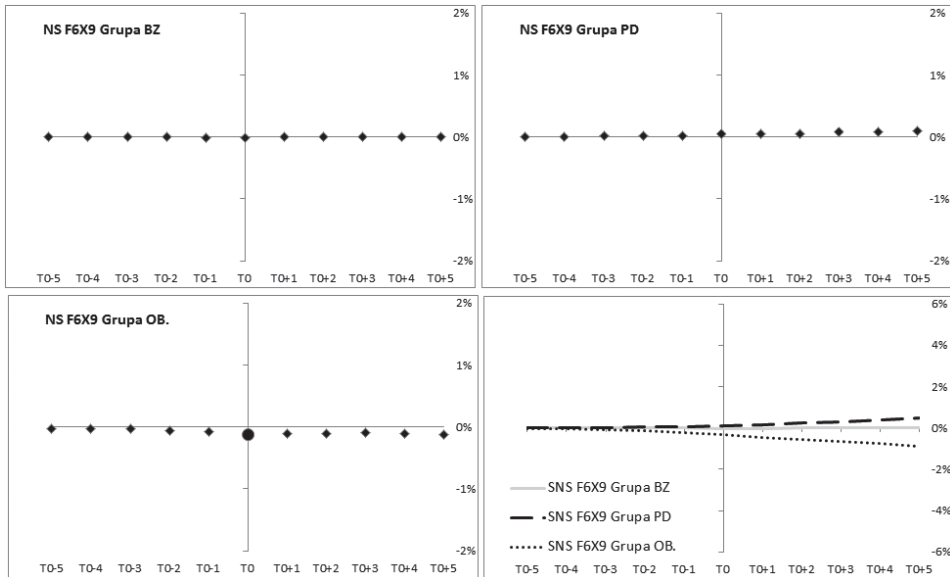 NS F6X9 Grupa BZ
2%
1%
0%
-1%
-2%
T0-5 T0-4 T0-3 T0-2 T0-1 T0 T0+1 T0+2 T0+3 T0+4 T0+5
NS F6X9 Grupa PD
2%
1%
0%
-1%
-2%
T0-5 T0-4 T0-3 T0-2 T0-1 T0 T0+1 T0+2 T0+3 T0+4 T0+5
NS F6X9 Grupa OB.
2%
1%
0%
-1%
-2%
T0-5 T0-4 T0-3 T0-2 T0-1 T0 T0+1 T0+2 T0+3 T0+4 T0+5
6%
4%
2%
0%
-2%
-4%
-6%
SNS F6X9 Grupa BZ
SNS F6X9 Grupa PD
SNS F6X9 Grupa OB.
T0-5 T0-4 T0-3 T0-2 T0-1 T0 T0+1 T0+2 T0+3 T0+4 T0+5